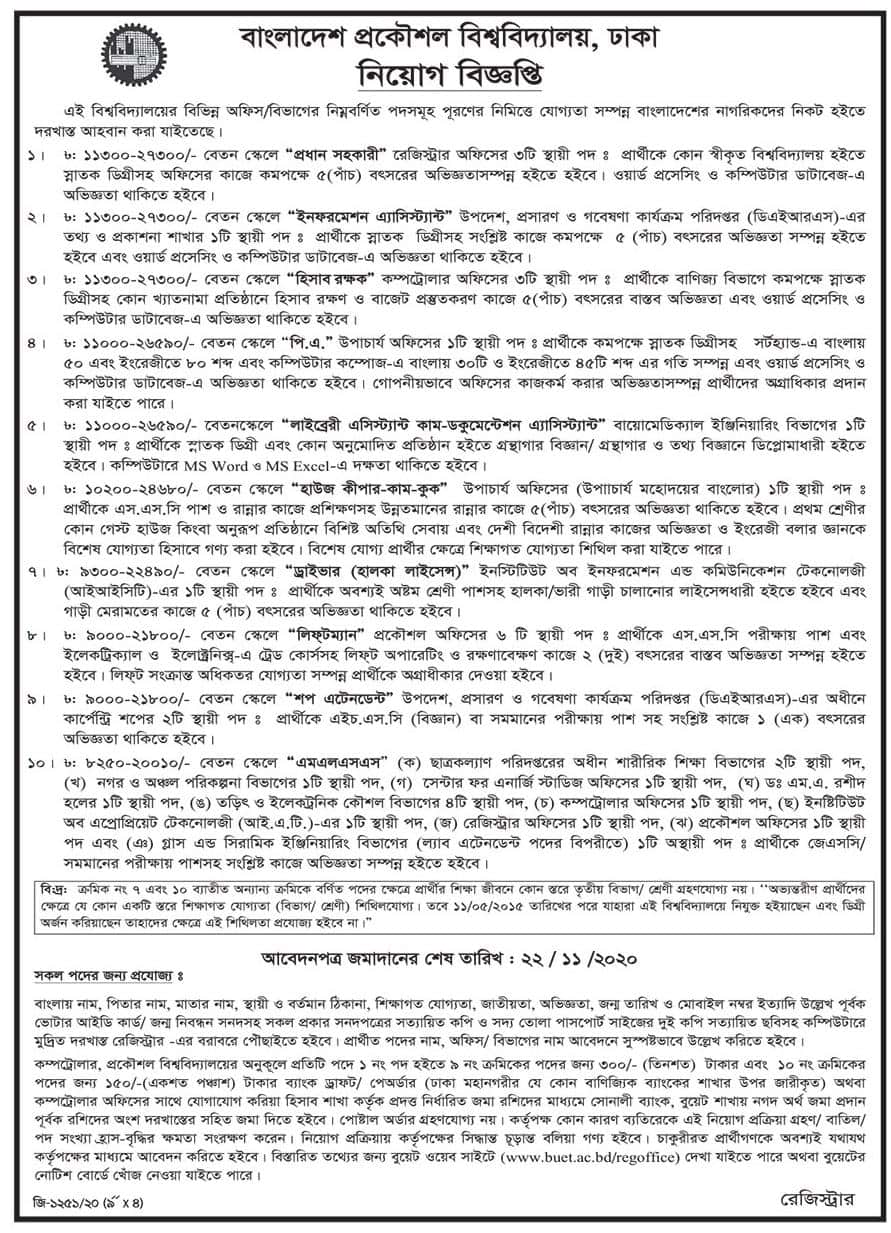 বাংলাদেশ প্রকৌশল বিশ্ববিদ্যালয়, ঢাকা
নিয়োগ বিজ্ঞপ্তি
এই বিশ্ববিদ্যালয়ের বিভিন্ন অফিস/বিভাগের নিম্নবর্ণিত পদসমূহ পূরণের নিমিত্তে যোগ্যতা সম্পন্ন বাংলাদেশের নাগরিকদের নিকট হইতে
দরখাস্ত আহবান করা যাইতেছে।
১। ৳: ১১৩০০-২৭৩০০/- বেতন স্কেলে “প্রধান সহকারী” রেজিস্ট্রার অফিসের ৩টি স্থায়ী পদ ঃ প্রার্থীকে কোন স্বীকৃত বিশ্ববিদ্যালয় হইতে
স্নাতক ডিগ্রীসহ অফিসের কাজে কমপক্ষে ৫(পাঁচ) বৎসরের অভিজ্ঞতাসম্পন্ন হইতে হইবে। ওয়ার্ড প্রসেসিং ও কম্পিউটার ডাটাবেজ-এ
অভিজ্ঞতা থাকিতে হইবে।
২। ৳: ১১৩০০-২৭৩০০/- বেতন স্কেলে “ইনফরমেশন এ্যাসিস্ট্যান্ট” উপদেশ, প্রসারণ ও গবেষণা কার্যক্রম পরিদপ্তর (ডিএইআরএস)-এর
তথ্য ও প্রকাশনা শাখার ১টি স্থায়ী পদ ঃ প্রার্থীকে স্নাতক ডিগ্রীসহ সংশ্লিষ্ট কাজে কমপক্ষে ৫ (পাঁচ) বৎসরের অভিজ্ঞতা সম্পন্ন হইতে
হইবে এবং ওয়ার্ড প্রসেসিং ও কম্পিউটার ডাটাবেজ-এ অভিজ্ঞতা থাকিতে হইবে।
৩। ৳: ১১৩০০-২৭৩০০/- বেতন স্কেলে “হিসাব রক্ষক” কম্পট্রোলার অফিসের ৩টি স্থায়ী পদ ঃ প্রার্থীকে বাণিজ্য বিভাগে কমপক্ষে স্নাতক
ডিগ্রীসহ কোন খ্যাতনামা প্রতিষ্ঠানে হিসাব রক্ষণ ও বাজেট প্রস্তুতকরণ কাজে ৫(পাঁচ) বৎসরের বাস্তব অভিজ্ঞতা এবং ওয়ার্ড প্রসেসিং ও
কম্পিউটার ডাটাবেজ-এ অভিজ্ঞতা থাকিতে হইবে।
৪। ৳: ১১০০০-২৬৫৯০/- বেতন স্কেলে “পি.এ.” উপাচার্য অফিসের ১টি স্থায়ী পদ ঃ প্রার্থীকে কমপক্ষে স্নাতক ডিগ্রীসহ সর্টহ্যান্ড-এ বাংলায়
৫০ এবং ইংরেজীতে ৮০ শব্দ এবং কম্পিউটার কম্পোজ-এ বাংলায় ৩০টি ও ইংরেজীতে ৪৫টি শব্দ এর গতি সম্পন্ন এবং ওয়ার্ড প্রসেসিং ও
কম্পিউটার ডাটাবেজ-এ অভিজ্ঞতা থাকিতে হইবে। গোপনীয়ভাবে অফিসের কাজকর্ম করার অভিজ্ঞতাসম্পন্ন প্রার্থীদের অগ্রাধিকার প্রদান
করা যাইতে পারে।
৫। ৳: ১১০০০-২৬৫৯০/- বেতনস্কেলে “লাইব্রেরী এসিস্ট্যান্ট কাম-ডকুমেন্টেশন এ্যাসিস্ট্যান্ট” বায়োমেডিক্যাল ইঞ্জিনিয়ারিং বিভাগের ১টি
স্থায়ী পদ ঃ প্রার্থীকে স্নাতক ডিগ্রী এবং কোন অনুমোদিত প্রতিষ্ঠান হইতে গ্রন্থাগার বিজ্ঞান/ গ্রন্থাগার ও তথ্য বিজ্ঞানে ডিপ্লোমাধারী হইতে
হইবে। কম্পিউটারে MS Word ও MS Excel-এ দক্ষতা থাকিতে হইবে।
৬। ৳: ১০২০০-২৪৬৮০/- বেতন স্কেলে “হাউজ কীপার-কাম-কুক” উপাচার্য অফিসের (উপাাচার্য মহোদয়ের বাংলোর) ১টি স্থায়ী পদ ঃ
প্রার্থীকে এস.এস.সি পাশ ও রান্নার কাজে প্রশিক্ষণসহ উন্নতমানের রান্নার কাজে ৫(পাঁচ) বৎসরের অভিজ্ঞতা থাকিতে হইবে। প্রথম শ্রেণীর
কোন গেস্ট হাউজ কিংবা অনুরূপ প্রতিষ্ঠানে বিশিষ্ট অতিথি সেবায় এবং দেশী বিদেশী রান্নার কাজের অভিজ্ঞতা ও ইংরেজী বলার জ্ঞানকে
বিশেষ যোগ্যতা হিসাবে গণ্য করা হইবে। বিশেষ যোগ্য প্রার্থীর ক্ষেত্রে শিক্ষাগত যোগ্যতা শিথিল করা যাইতে পারে।
৭। ৳: ৯৩০০-২২৪৯০/- বেতন স্কেলে “ড্রাইভার (হালকা লাইসেন্স)” ইনস্টিটিউট অব ইনফরমেশন এন্ড কমিউনিকেশন টেকনোলজী
(আইআইসিটি)-এর ১টি স্থায়ী পদ ঃ প্রার্থীকে অবশ্যই অষ্টম শ্রেণী পাশসহ হালকা/ভারী গাড়ী চালানোর লাইসেন্সধারী হইতে হইবে এবং
গাড়ী মেরামতের কাজে ৫ (পাঁচ) বৎসরের অভিজ্ঞতা থাকিতে হইবে।
৮। ৳: ৯০০০-২১৮০০/- বেতন স্কেলে “লিফ্‌টম্যান” প্রকৌশল অফিসের ৬ টি স্থায়ী পদ ঃ প্রার্থীকে এস.এস.সি পরীক্ষায় পাশ এবং
ইলেকট্রিক্যাল ও ইলোক্ট্রনিক্স-এ ট্রেড কোর্সসহ লিফ্‌ট অপারেটিং ও রক্ষণাবেক্ষণ কাজে ২ (দুই) বৎসরের বাস্তব অভিজ্ঞতা সম্পন্ন হইতে
হইবে। লিফ্‌ট সংক্রান্ত অধিকতর যোগ্যতা সম্পন্ন প্রার্থীকে অগ্রাধীকার দেওয়া হইবে।
৯। ৳: ৯০০০-২১৮০০/- বেতন স্কেলে “শপ এটেনডেন্ট” উপদেশ, প্রসারণ ও গবেষণা কার্যক্রম পরিদপ্তর (ডিএইআরএস)-এর অধীনে
কার্পেন্ট্রি শপের ২টি স্থায়ী পদ ঃ প্রার্থীকে এইচ.এস.সি (বিজ্ঞান) বা সমমানের পরীক্ষায় পাশ সহ সংশ্লিষ্ট কাজে ১ (এক) বৎসরের
অভিজ্ঞতা থাকিতে হইবে।
১০। ৳: ৮২৫০-২০০১০/- বেতন স্কেলে “এমএলএসএস” (ক) ছাত্রকল্যাণ পরিদপ্তরের অধীন শারীরিক শিক্ষা বিভাগের ২টি স্থায়ী পদ,
(খ) নগর ও অঞ্চল পরিকল্পনা বিভাগের ১টি স্থায়ী পদ, (গ) সেন্টার ফর এনার্জি স্টাডিজ অফিসের ১টি স্থায়ী পদ, (ঘ) ডঃ এম.এ. রশীদ
হলের ১টি স্থায়ী পদ, (ঙ) তড়িৎ ও ইলেকট্রনিক কৌশল বিভাগের ৪টি স্থায়ী পদ, (চ) কম্পট্রোলার অফিসের ১টি স্থায়ী পদ, (ছ) ইনষ্টিটিউট
অব এপ্রোপ্রিয়েট টেকনোলজী (আই.এ.টি.)-এর ১টি স্থায়ী পদ, (জ) রেজিস্ট্রার অফিসের ১টি স্থায়ী পদ, (ঝ) প্রকৌশল অফিসের ১টি স্থায়ী
পদ এবং (ঞ) গ্লাস এন্ড সিরামিক ইঞ্জিনিয়ারিং বিভাগের (ল্যাব এটেনডেন্ট পদের বিপরীতে) ১টি অস্থায়ী পদ ঃ প্রার্থীকে জেএসসি/
সমমানের পরীক্ষায় পাশসহ সংশ্লিষ্ট কাজে অভিজ্ঞতা সম্পন্ন হইতে হইবে।
বিদ্র: ক্রমিক নং ৭ এবং ১০ ব্যাতীত অন্যান্য ক্রমিকে বর্ণিত পদের ক্ষেত্রে প্রার্থীর শিক্ষা জীবনে কোন স্তরে তৃতীয় বিভাগ/ শ্রেণী গ্রহণযোগ্য নয়। “অভ্যন্তরীণ প্রার্থীদের
ক্ষেত্রে যে কোন একটি স্তরে শিক্ষাগত যোগ্যতা (বিভাগ/ শ্রেণী) শিথিলযোগ্য। তবে ১১/০৫/২০১৫ তারিখের পরে যাহারা এই বিশ্ববিদ্যালয়ে নিযুক্ত হইয়াছেন এবং ডিগ্রী
অর্জন করিয়াছেন তাহাদের ক্ষেত্রে এই শিথিলতা প্রযোজ্য হইবে না।”
আবেদনপত্র জমাদানের শেষ তারিখ : ২২ / ১১ /২০২০
সকল পদের জন্য প্রযোজ্য ঃ
বাংলায় নাম, পিতার নাম, মাতার নাম, স্থায়ী ও বর্তমান ঠিকানা, শিক্ষাগত যোগ্যতা, জাতীয়তা, অভিজ্ঞতা, জন্ম তারিখ ও মোবাইল নম্বর ইত্যাদি উল্লেখ পূর্বক
ভোটার আইডি কার্ড/ জন্ম নিবন্ধন সনদসহ সকল প্রকার সনদপত্রের সত্যায়িত কপি ও সদ্য তোলা পাসপোর্ট সাইজের দুই কপি সত্যায়িত ছবিসহ কম্পিউটারে
মুদ্রিত দরখাস্ত রেজিস্ট্রার -এর বরাবরে পৌছাইতে হইবে। প্রার্থীত পদের নাম, অফিস/ বিভাগের নাম আবেদনে সুস্পষ্টভাবে উল্লেখ করিতে হইবে।
কম্পট্রোলার, প্রকৌশল বিশ্ববিদ্যালয়ের অনুকূলে প্রতিটি পদে ১ নং পদ হইতে ৯ নং ক্রমিকের পদের জন্য ৩০০/- (তিনশত) টাকার এবং ১০ নং ক্রমিকের
পদের জন্য ১৫০/-(একশত পঞ্চাশ) টাকার ব্যাংক ড্রাফট/ পেঅর্ডার (ঢাকা মহানগরীর যে কোন বাণিজ্যিক ব্যাংকের শাখার উপর জারীকৃত) অথবা
কম্পট্রোলার অফিসের সাথে যোগাযোগ করিয়া হিসাব শাখা কর্তৃক প্রদত্ত নির্ধারিত জমা রশিদের মাধ্যমে সোনালী ব্যাংক, বুয়েট শাখায় নগদ অর্থ জমা প্রদান
পূর্বক রশিদের অংশ দরখাস্তের সহিত জমা দিতে হইবে। পোষ্টাল অর্ডার গ্রহণযোগ্য নয়। কর্তৃপক্ষ কোন কারণ ব্যতিরেকে এই নিয়োগ প্রক্রিয়া গ্রহণ/ বাতিল/
পদ সংখ্যা হ্রাস-বৃদ্ধির ক্ষমতা সংরক্ষণ করেন। নিয়োগ প্রক্রিয়ায় কর্তৃপক্ষের সিদ্ধান্ত চূড়ান্ত বলিয়া গণ্য হইবে। চাকুরীরত প্রার্থীগণকে অবশ্যই যথাযথ
কর্তৃপক্ষের মাধ্যমে আবেদন করিতে হইবে। বিস্তারিত তথ্যের জন্য বুয়েট ওয়েব সাইটে (www.buet.ac.bd/regoffice) দেখা যাইতে পারে অথবা বুয়েটের
নোটিশ বোর্ডে খোঁজ নেওয়া যাইতে পারে।
জি-১২৫১/২০ (৯˝ X ৪)
রেজিস্ট্রার